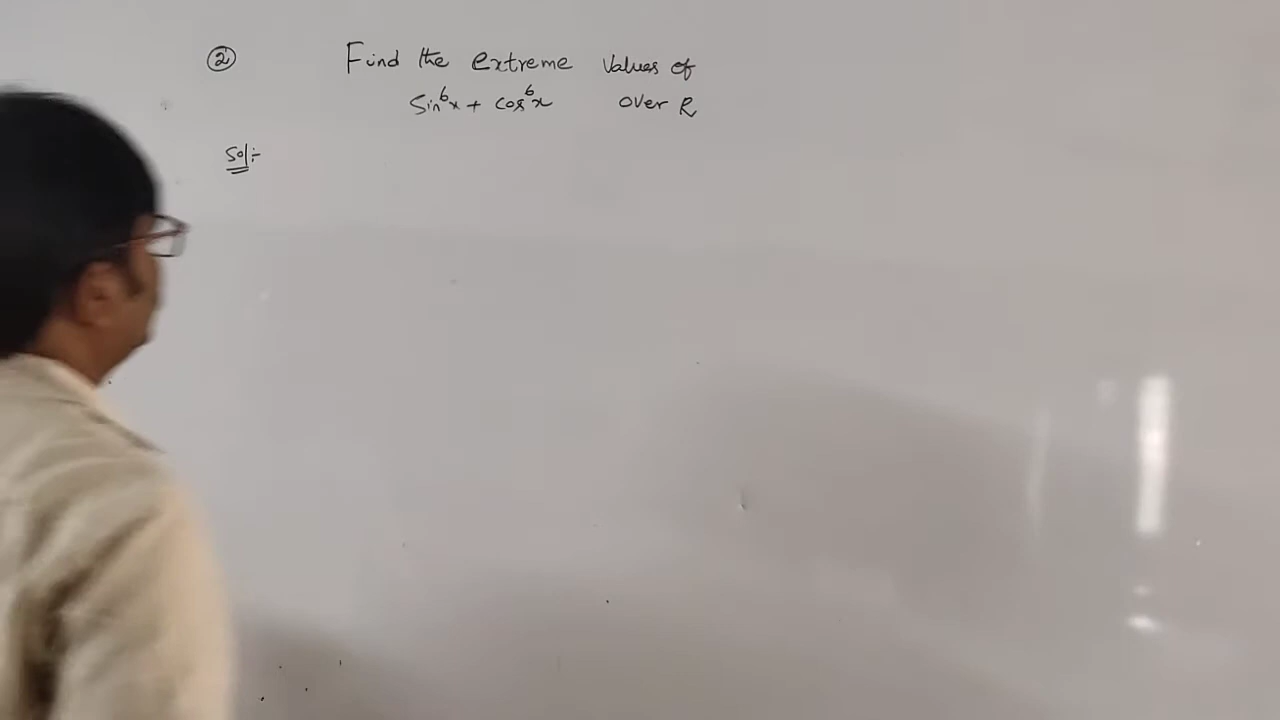 ② Find the extreme values of
Sin⁶x + cos⁶x over R
Sol:-